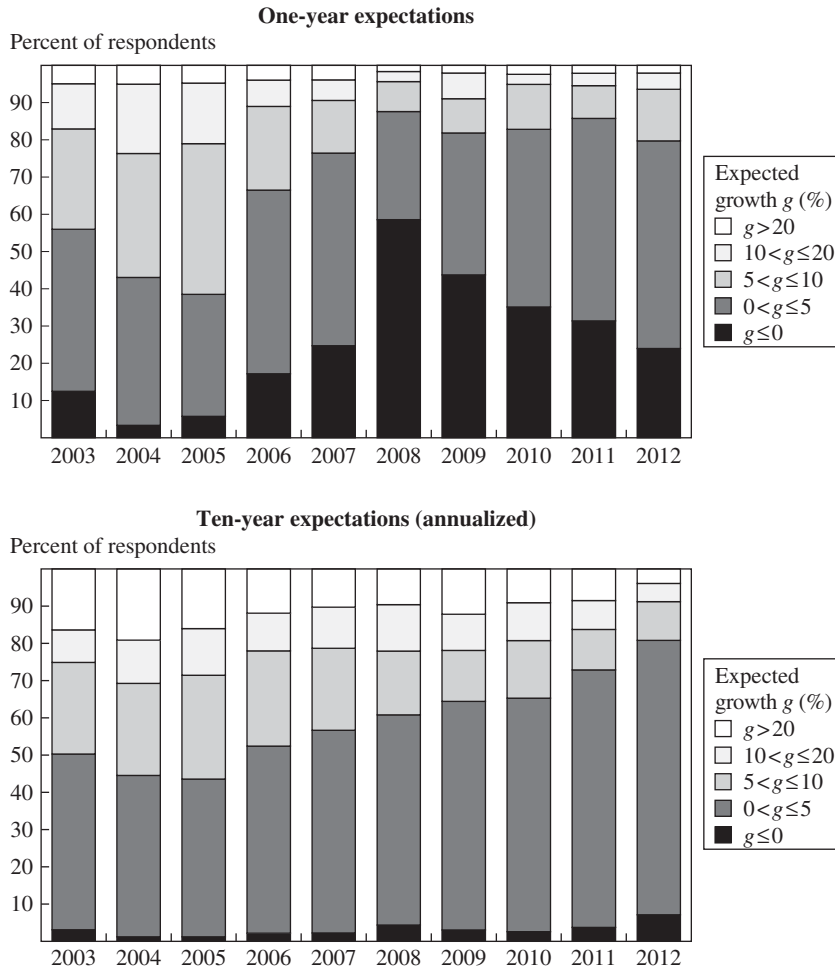 One-year expectations
Percent of respondents
90
80
70
60
50
40
30
20
10
2003 2004 2005 2006 2007 2008 2009 2010 2011 2012
Expected
growth g (%)
g>20
10<g≤20
5<g≤10
0<g≤5
g≤0
Ten-year expectations (annualized)
Percent of respondents
90
80
70
60
50
40
30
20
10
2003 2004 2005 2006 2007 2008 2009 2010 2011 2012
Expected
growth g (%)
g>20
10<g≤20
5<g≤10
0<g≤5
g≤0